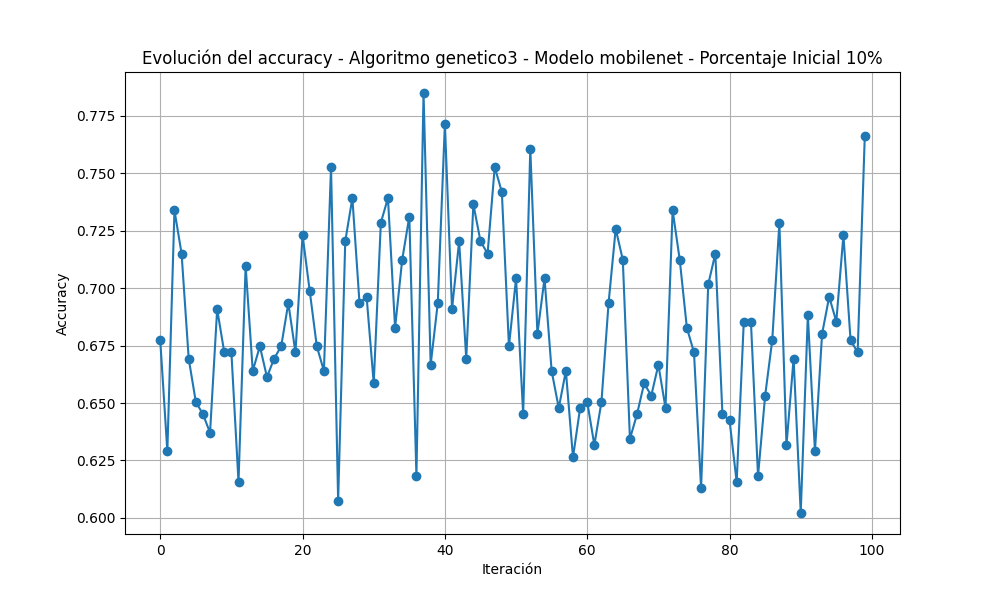 Evolución del accuracy - Algoritmo genetico3 - Modelo mobilenet - Porcentaje Inicial 10%
0.775
0.750
0.725
0.700
0.675
0.650
0.625
0.600
Accuracy
0 20 40 60 80 100
Iteración